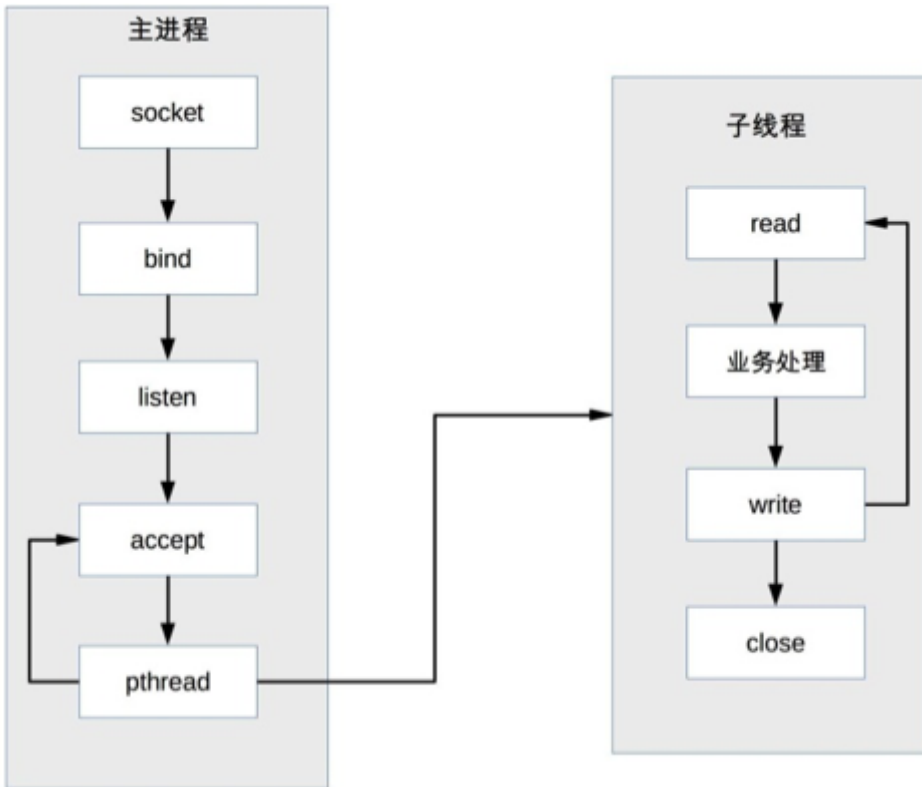 主进程
socket
bind
listen
accept
pthread
子线程
read
业务处理
write
close